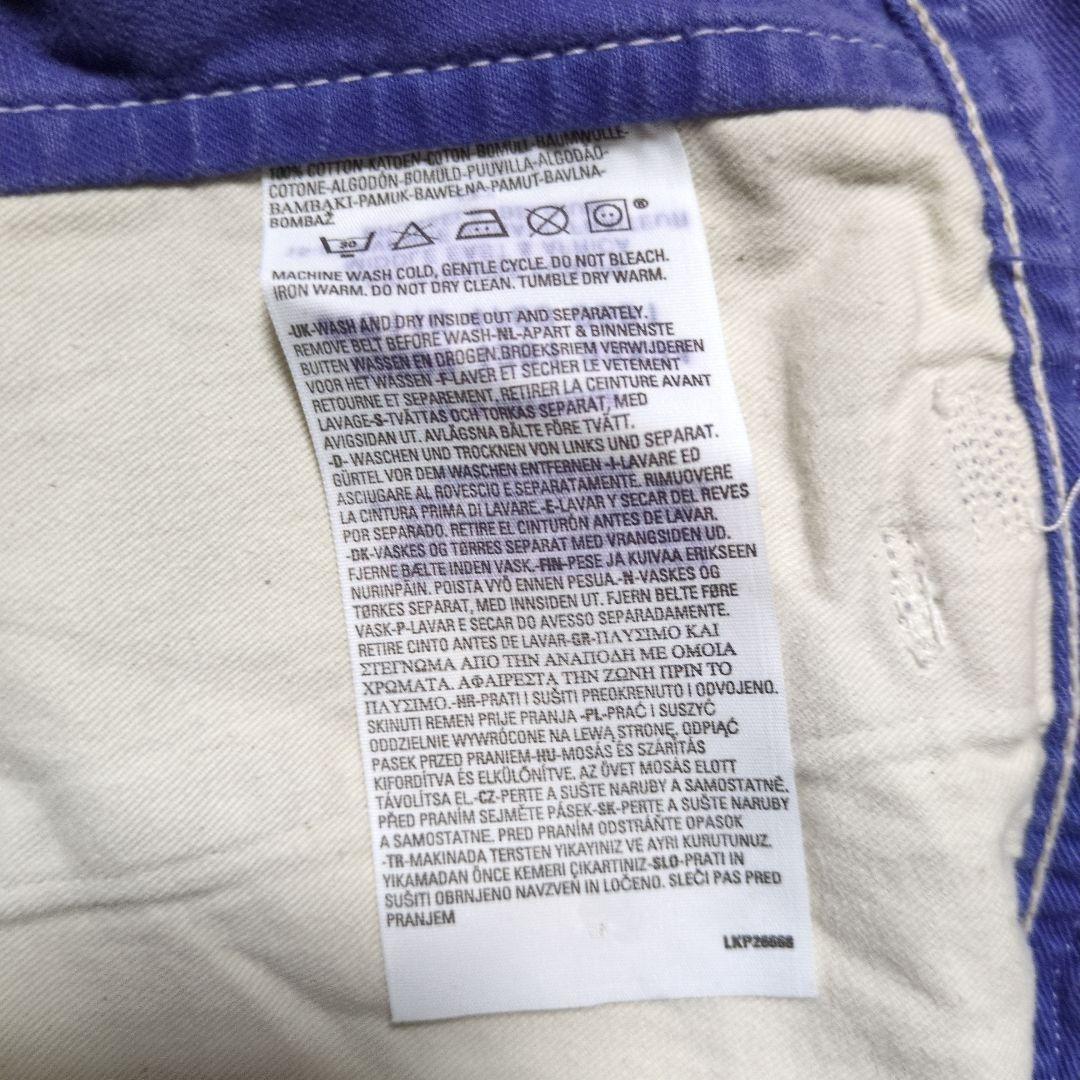 100% COTTON-KATOEN-COTON-BOMULL-BAUMWOLLE-
COTONE-ALGODÓN-BOMULD-PUUVILLA-ALGODÃO-
BAMBAKI-PAMUK-BAWEŁNA-PAMUT-BAVLNA-
BOMBAŽ
30
®
MACHINE WASH COLD, GENTLE CYCLE. DO NOT BLEACH.
IRON WARM. DO NOT DRY CLEAN. TUMBLE DRY WARM.
-UK-WASH AND DRY INSIDE OUT AND SEPARATELY.
REMOVE BELT BEFORE WASH-NL-APART & BINNENSTE
BUITEN WASSEN EN DROGEN.BROEKSRIEM VERWIJDEREN
VOOR HET WASSEN -F-LAVER ET SECHER LE VETEMENT
RETOURNE ET SEPAREMENT. RETIRER LA CEINTURE AVANT
LAVAGE-S-TVÄTTAS OCH TORKAS SEPARAT, MED
AVIGSIDAN UT. AVLÄGSNA BÄLTE FÖRE TVÄTT.
-D- WASCHEN UND TROCKNEN VON LINKS UND SEPARAT.
GÜRTEL VOR DEM WASCHEN ENTFERNEN -I-LAVARE ED
ASCIUGARE AL ROVESCIO E SEPARATAMENTE. RIMUOVERE
LA CINTURA PRIMA DI LAVARE.-E-LAVAR Y SECAR DEL REVES
POR SEPARADO. RETIRE EL CINTURÓN ANTES DE LAVAR.
-DK-VASKES OG TØRRES SEPARAT MED VRANGSIDEN UD.
FJERNE BÆLTE INDEN VASK.-FIN-PESE JA KUIVAA ERIKSEEN
NURINPÄIN. POISTA VYÖ ENNEN PESUA.-N-VASKES OG
TØRKES SEPARAT, MED INNSIDEN UT. FJERN BELTE FØRE
VASK-P-LAVAR E SECAR DO AVESSO SEPARADAMENTE.
RETIRE CINTO ANTES DE LAVAR-GR-ΠΛΥΣΙΜΟ ΚΑΙ
ΣΤΕΓΝΩΜΑ ΑΠΟ ΤΗΝ ΑΝΑΠΟΔΗ ΜΕ ΟΜΟΙΑ
ΧΡΩΜΑΤΑ. ΑΦΑΙΡΕΣΤΑ ΤΗΝ ΖΩΝΗ ΠΡΙΝ ΤΟ
ΠΛΥΣΙΜΟ.-HR-PRATI I SUŠITI PREOKRENUTO I ODVOJENO.
SKINUTI REMEN PRIJE PRANJA -PL-PRAĆ I SUSZYĆ
ODDZIELNIE WYWRÓCONE NA LEWĄ STRONĘ, ODPIĄĆ
PASEK PRZED PRANIEM-HU-MOSÁS ÉS SZÁRÍTÁS
KIFORDÍTVA ÉS ELKÜLÖNÍTVE. AZ ÖVET MOSÁS ELOTT
TÁVOLÍTSA EL.-CZ-PERTE A SUŠTE NARUBY A SAMOSTATNĚ.
PŘED PRANÍM SEJMĚTE PÁSEK-SK-PERTE A SUŠTE NARUBY
A SAMOSTATNE. PRED PRANÍM ODSTRÁŇTE OPASOK
-TR-MAKINADA TERSTEN YIKAYINIZ VE AYRI KURUTUNUZ.
YIKAMADAN ÖNCE KEMERİ ÇIKARTINIZ-SLO-PRATI IN
SUŠITI OBRNJENO NAVZVEN IN LOČENO. SLEČI PAS PRED
PRANJEM
LKP26668